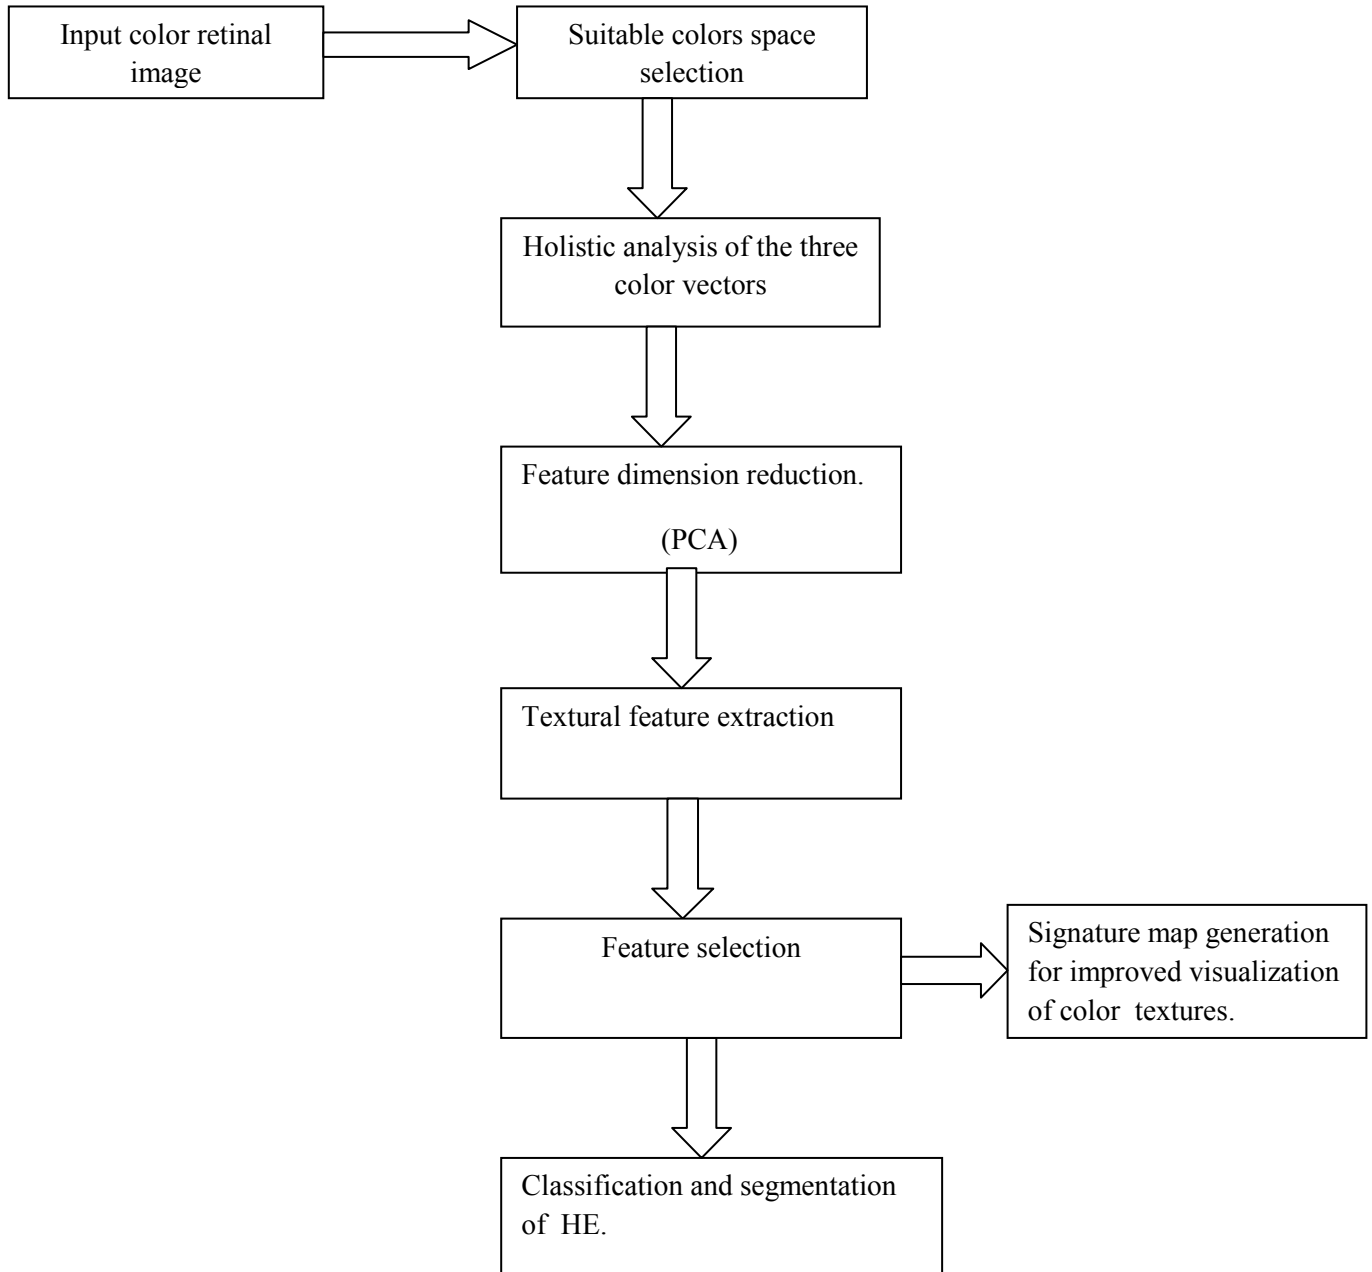 Input color retinal
image
Suitable colors space
selection
Holistic analysis of the three
color vectors
Feature dimension reduction.
(PCA)
Textural feature extraction
Feature selection
Signature map generation
for improved visualization
of color textures.
Classification and segmentation
of HE.